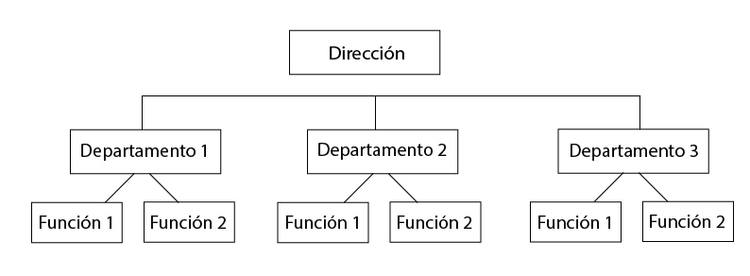 Dirección
Departamento 1
Departamento 2
Departamento 3
Función 1
Función 2
Función 1
Función 2
Función 1
Función 2